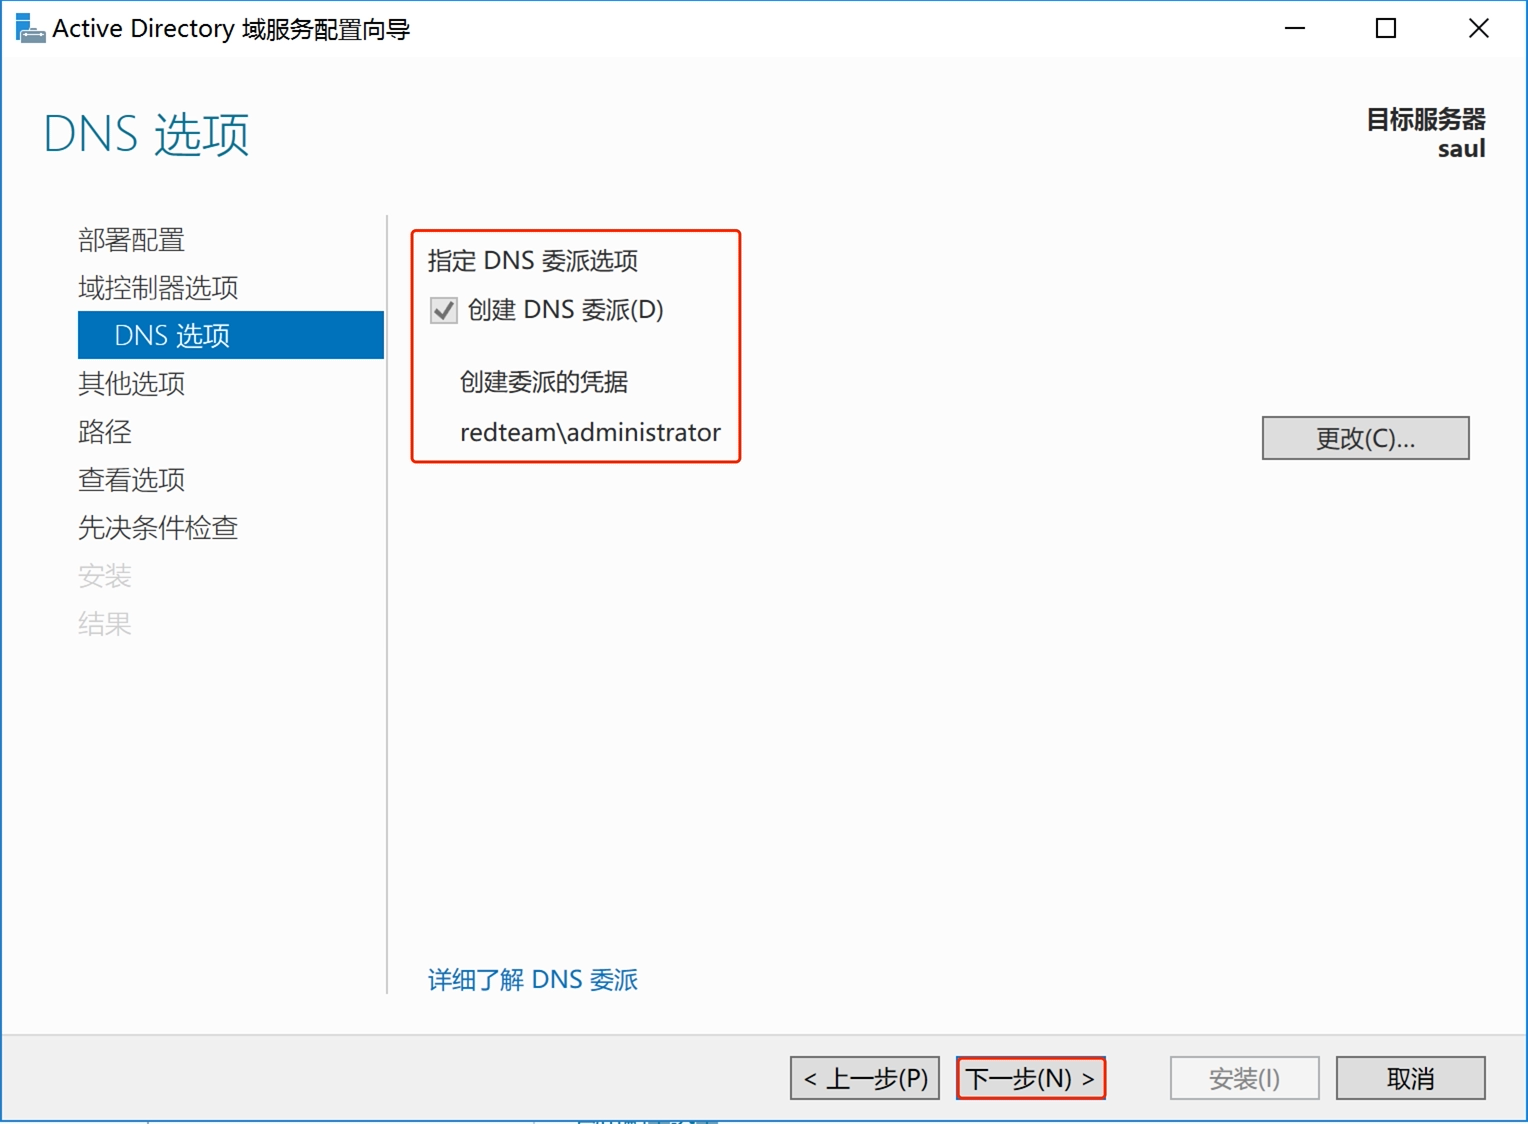 Active Directory 域服务配置向导
DNS 选项
目标服务器
saul
部署配置
域控制器选项
DNS 选项
其他选项
路径
查看选项
先决条件检查
安装
结果
指定 DNS 委派选项
创建 DNS 委派(D)
创建委派的凭据
redteam\administrator
更改(C)...
详细了解 DNS 委派
< 上一步(P)
下一步(N) >
安装(I)
取消